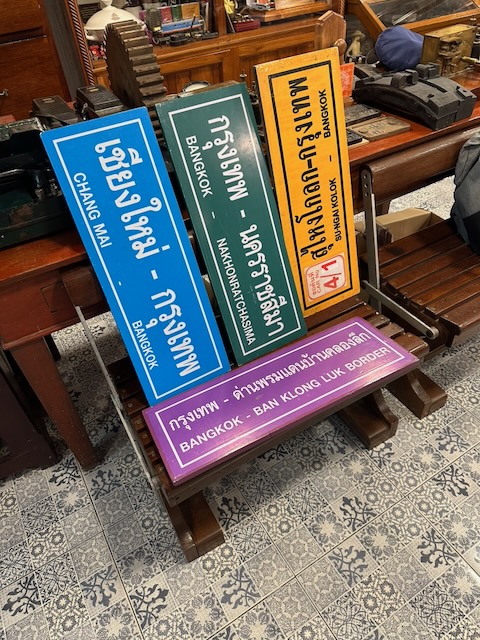 เชียงใหม่ - กรุงเทพ
CHANG MAI - BANGKOK
กรุงเทพ - นครราชสีมา
BANGKOK - NAKHONRATCHASIMA
สุไหงโกลก-กรุงเทพ
SU-NGAI KOLOK - BANGKOK
4/1
กรุงเทพ - ด่านพรมแดนบ้านคลองลึก
BANGKOK - BAN KLONG LUK BORDER